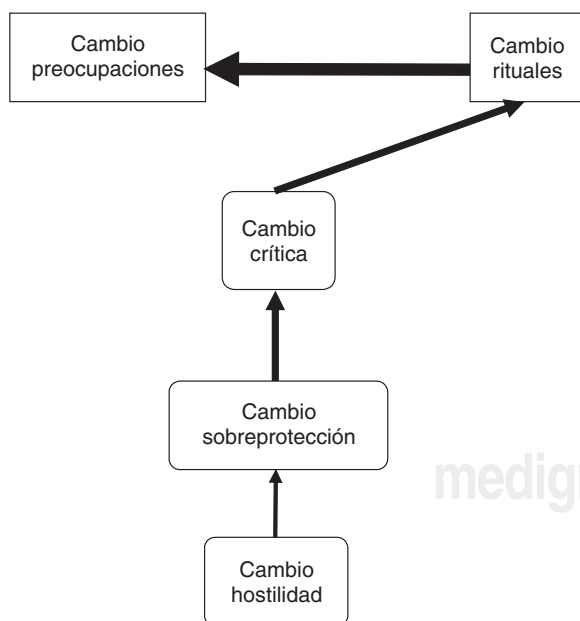 Cambio
preocupaciones
Cambio
rituales
Cambio
crítica
Cambio
sobreprotección
Cambio
hostilidad